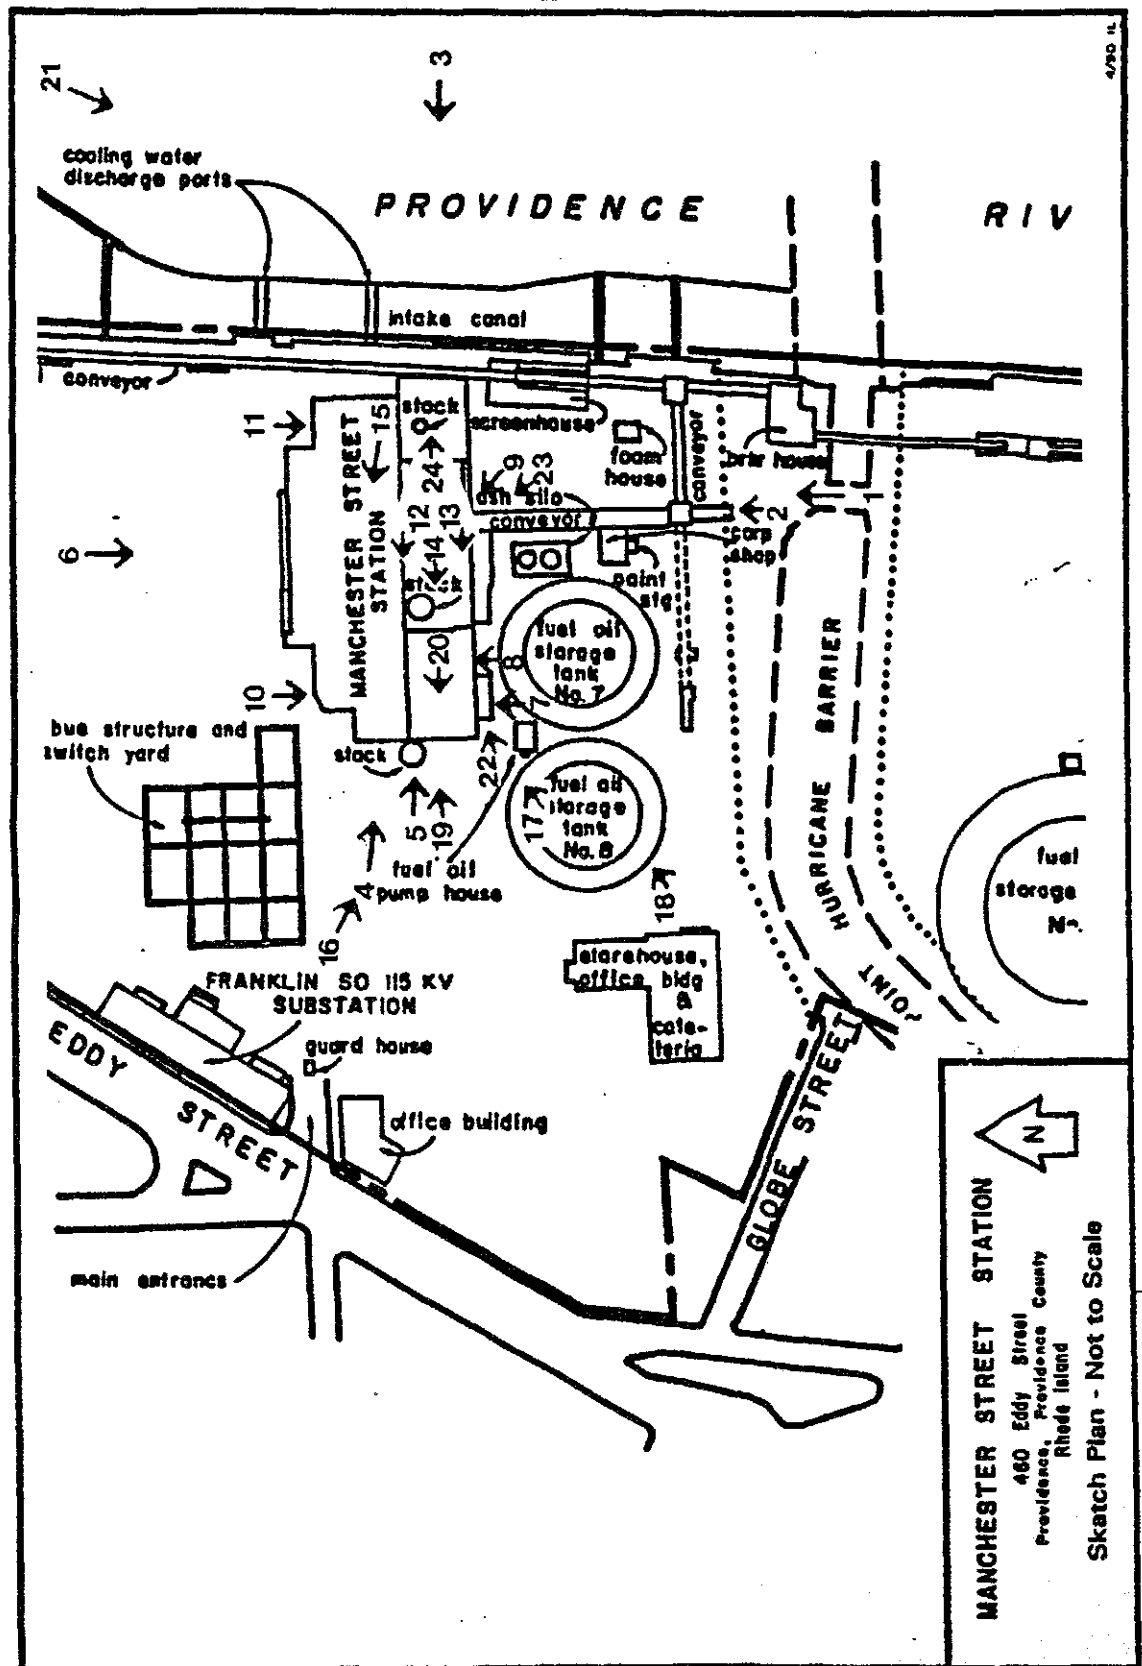 4/90 IL
21
3
cooling water
discharge ports
PROVIDENCE
RIV
intake canal
conveyor
11
15
stack
screenhouse
foam
house
conveyor
brkr house
MANCHESTER STREET
STATION
24
9
23
ash silo
conveyor
12
13
14
2
1
carp
shop
paint
stg
6
fuel oil
storage
tank
No. 7
20
8
7
10
HURRICANE BARRIER
bus structure and
switch yard
stack
22
fuel oil
storage
tank
No. 8
17
5
19
4
fuel oil
pump house
16
18
fuel
storage
storehouse,
office bldg
&
cafe-
teria
FRANKLIN SQ 115 KV
SUBSTATION
JOINT
EDDY
STREET
guard house
office building
GLOBE STREET
main entrance
N
MANCHESTER STREET STATION
460 Eddy Street
Providence, Providence County
Rhode Island
Skatch Plan - Not to Scale